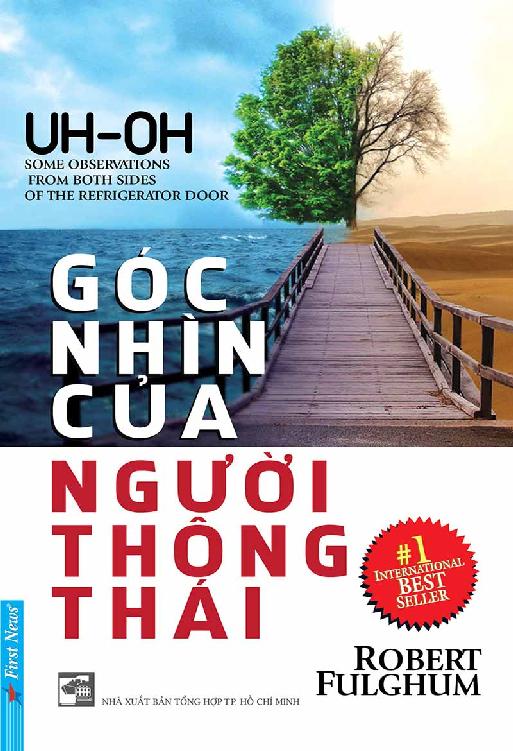 UH-OH
SOME OBSERVATIONS
FROM BOTH SIDES
OF THE REFRIGERATOR DOOR
GÓC
NHÌN
CỦA
NGƯỜI
THÔNG
THÁI
#1
INTERNATIONAL
BEST
SELLER
ROBERT
FULGHUM
First News®
NHÀ XUẤT BẢN TỔNG HỢP TP. HỒ CHÍ MINH